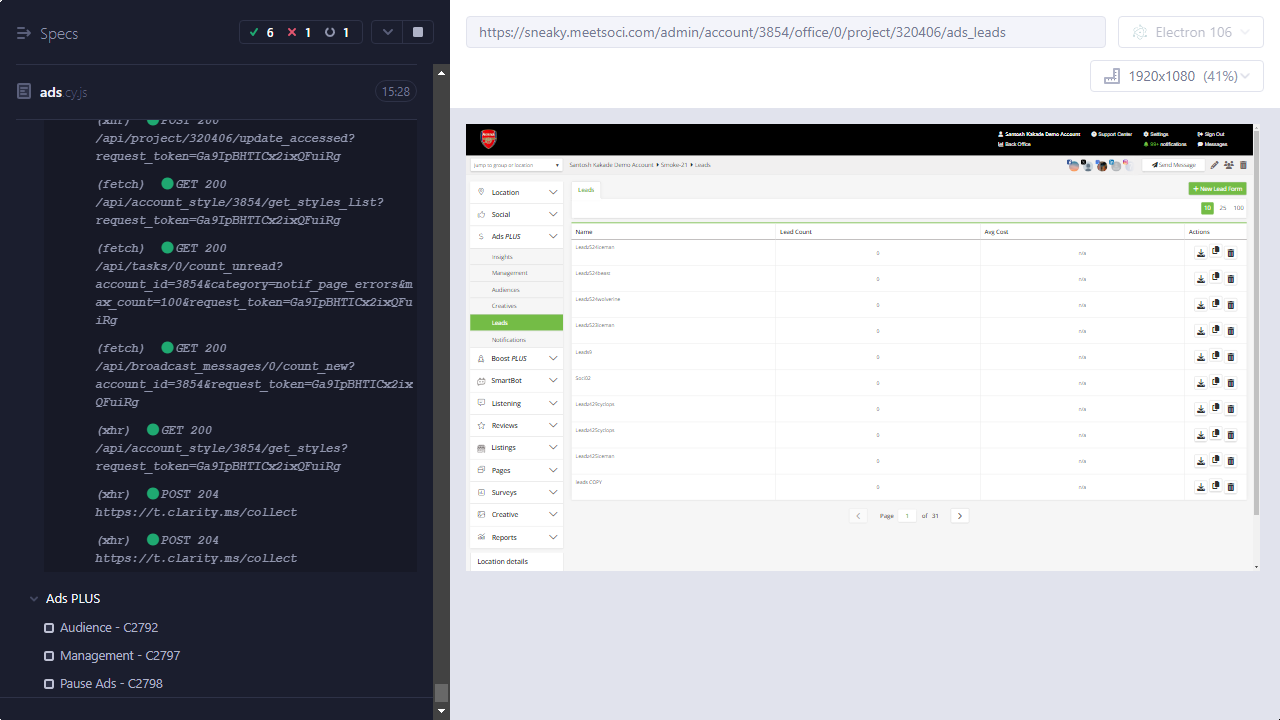 Specs
6
1
1
ads.cy.js
15:28
(xhr) POST 200
/api/project/320406/update_accessed?
request_token=Ga9IpBHTICx2ixQFuiRg
(fetch) GET 200
/api/account_style/3854/get_styles_list?
request_token=Ga9IpBHTICx2ixQFuiRg
(fetch) GET 200
/api/tasks/0/count_unread?
account_id=3854&category=notif_page_errors&m
ax_count=100&request_token=Ga9IpBHTICx2ixQFu
iRg
(fetch) GET 200
/api/broadcast_messages/0/count_new?
account_id=3854&request_token=Ga9IpBHTICx2ix
QFuiRg
(xhr) GET 200
/api/account_style/3854/get_styles?
request_token=Ga9IpBHTICx2ixQFuiRg
(xhr) POST 204
https://t.clarity.ms/collect
(xhr) POST 204
https://t.clarity.ms/collect
Ads PLUS
Audience - C2792
Management - C2797
Pause Ads - C2798
https://sneaky.meetsoci.com/admin/account/3854/office/0/project/320406/ads_leads
Electron 106
1920x1080 (41%)
Santosh Kakade Demo Account
Support Center
Settings
Sign Out
Back Office
99+ notifications
Messages
Jump to group or location
Santosh Kakade Demo Account Smoke-21 Leads
Send Message
Location
Social
Ads PLUS
Insights
Management
Audiences
Creatives
Leads
Notifications
Boost PLUS
SmartBot
Listening
Reviews
Listings
Pages
Surveys
Creative
Reports
Location details
Leads
+ New Lead Form
10 25 100
Name Lead Count Avg Cost Actions
Leads524iceman 0 n/a
Leads524beast 0 n/a
Leads524wolverine 0 n/a
Leads523iceman 0 n/a
Leads9 0 n/a
Soci02 0 n/a
Leads429cyclops 0 n/a
Leads425cyclops 0 n/a
Leads425iceman 0 n/a
leads COPY 0 n/a
Page 1 of 31